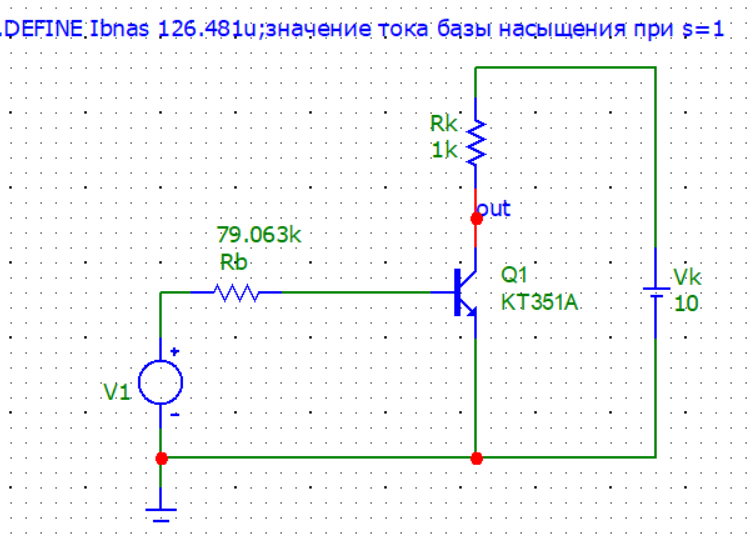 .DEFINE Ibnas 126.481u;значение тока базы насыщения при s=1
Rk
1k
out
79.063k
Rb
Q1
KT351A
Vk
10
V1
+
-